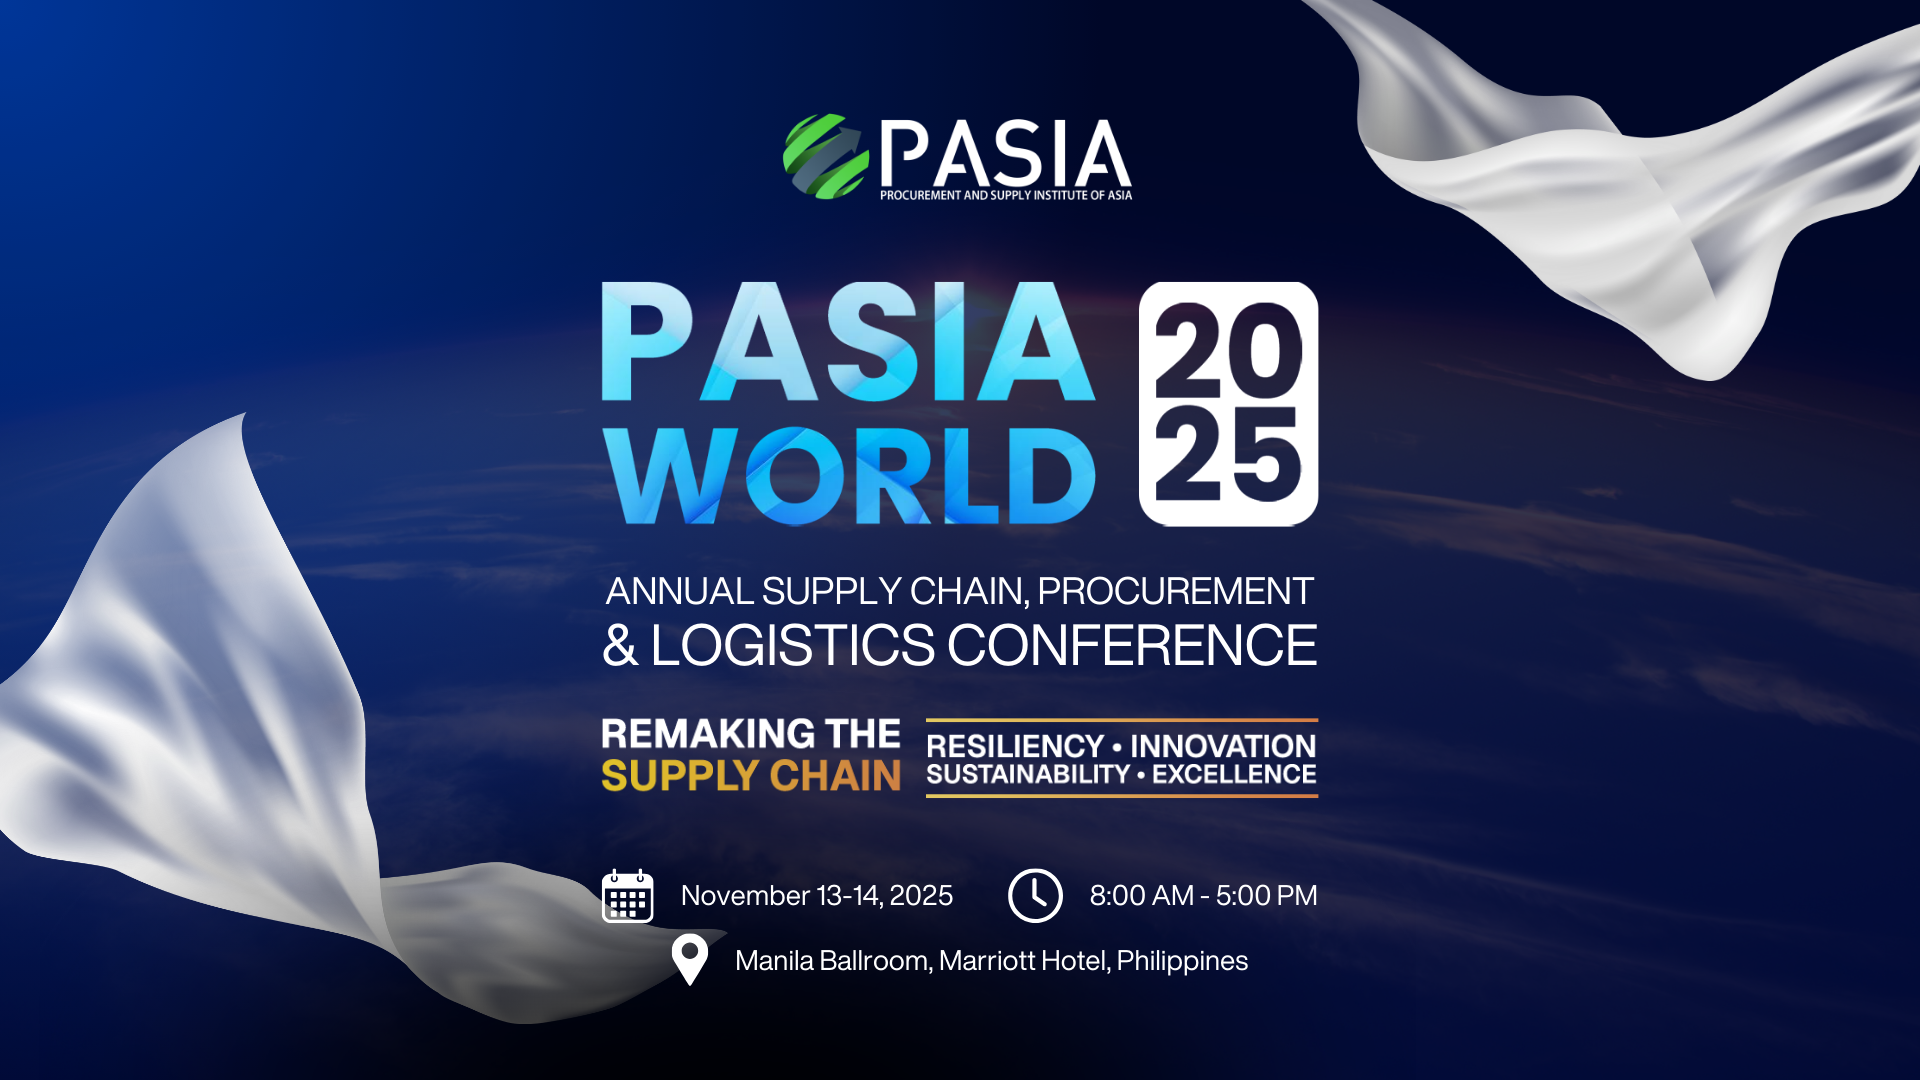 PASIA
PROCUREMENT AND SUPPLY INSTITUTE OF ASIA
PASIA
WORLD
20
25
ANNUAL SUPPLY CHAIN, PROCUREMENT
& LOGISTICS CONFERENCE
REMAKING THE
SUPPLY CHAIN
RESILIENCY • INNOVATION
SUSTAINABILITY • EXCELLENCE
November 13-14, 2025
8:00 AM - 5:00 PM
Manila Ballroom, Marriott Hotel, Philippines